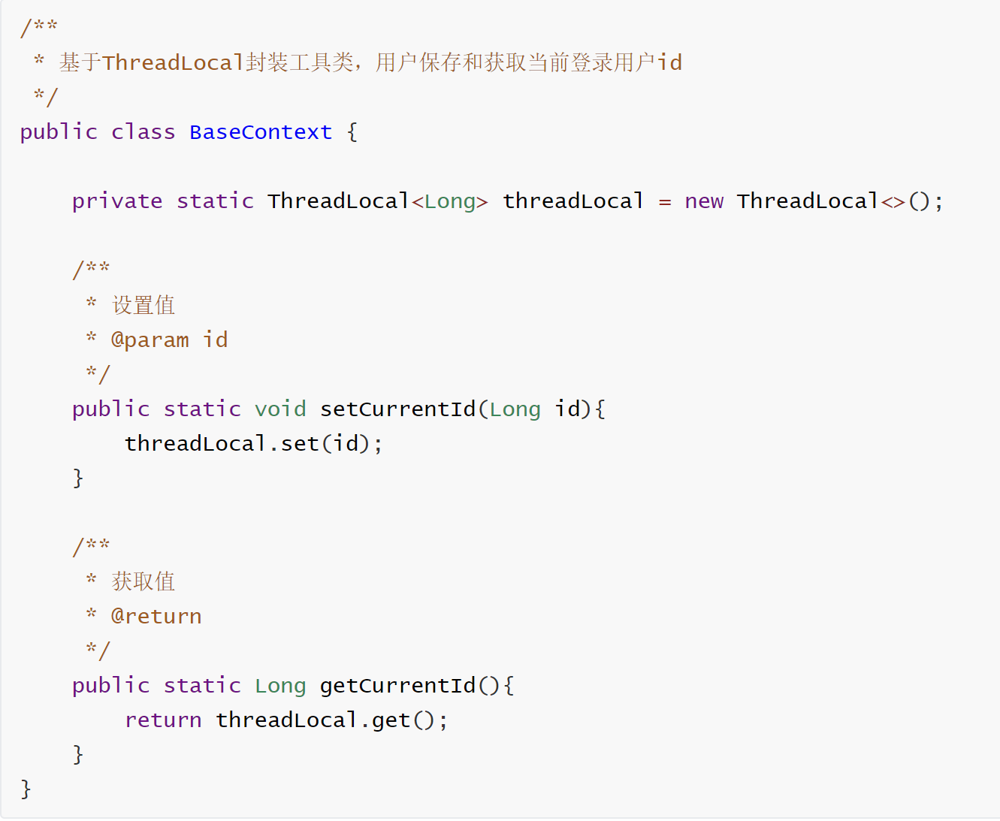 /**
 * 基于ThreadLocal封装工具类，用户保存和获取当前登录用户id
 */
public class BaseContext {
    private static ThreadLocal<Long> threadLocal = new ThreadLocal<>();
    /**
     * 设置值
     * @param id
     */
    public static void setCurrentId(Long id){
        threadLocal.set(id);
    }
    /**
     * 获取值
     * @return
     */
    public static Long getCurrentId(){
        return threadLocal.get();
    }
}